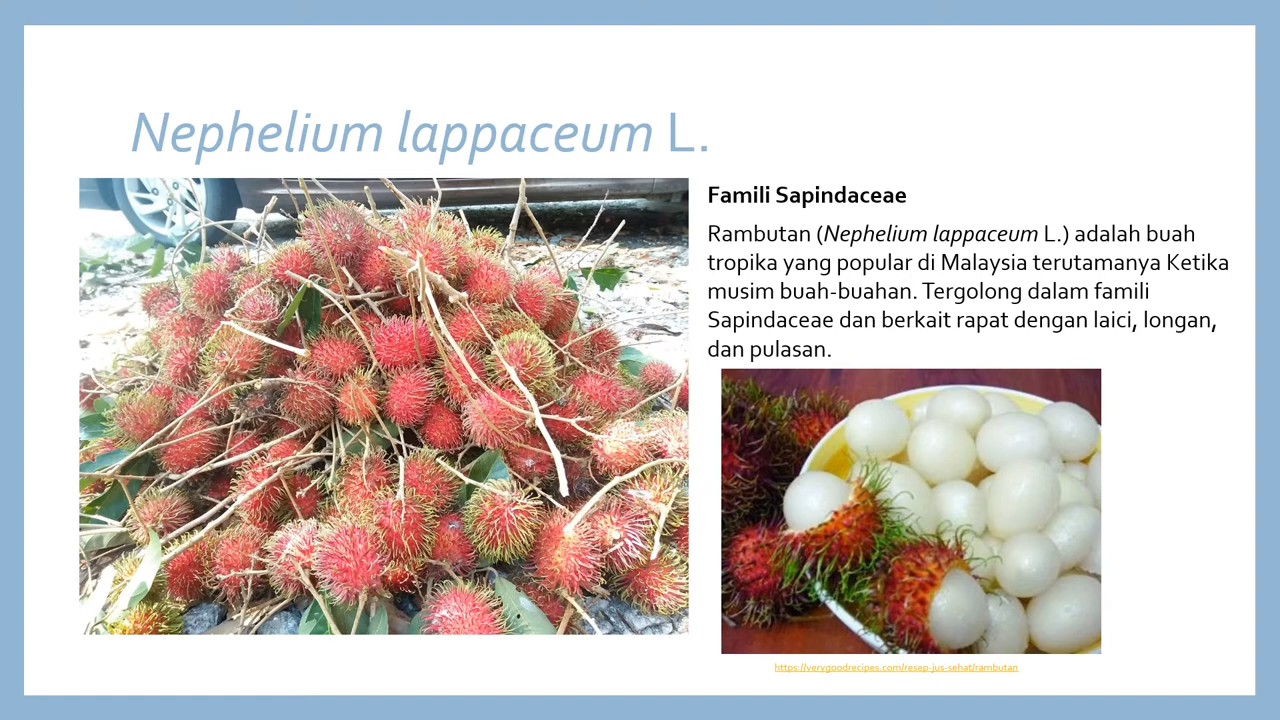 Nephelium lappaceum L.
Famili Sapindaceae
Rambutan (Nephelium lappaceum L.) adalah buah
tropika yang popular di Malaysia terutamanya Ketika
musim buah-buahan. Tergolong dalam famili
Sapindaceae dan berkait rapat dengan laici, longan,
dan pulasan.
https://verygoodrecipes.com/resep-jus-sehat/rambutan